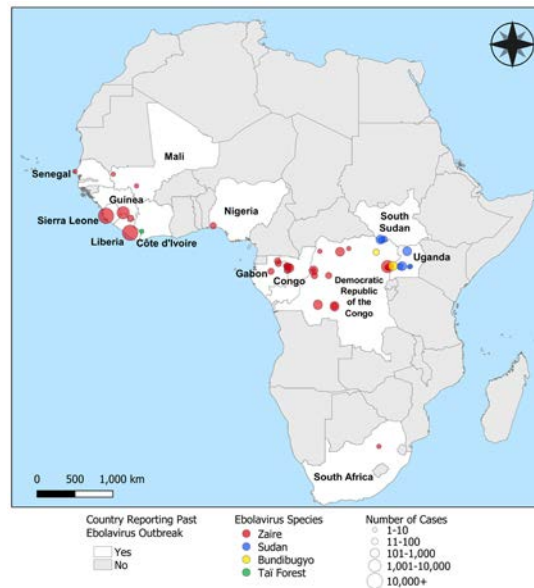 Mali
Senegal
Guinea
Sierra Leone
Liberia
Côte d'Ivoire
Nigeria
South
Sudan
Uganda
Gabon
Congo
Democratic
Republic
of the
Congo
South Africa
0 500 1,000 km
Country Reporting Past
Ebolavirus Outbreak
Yes
No
Ebolavirus Species
Zaire
Sudan
Bundibugyo
Taï Forest
Number of Cases
1-10
11-100
101-1,000
1,001-10,000
10,000+